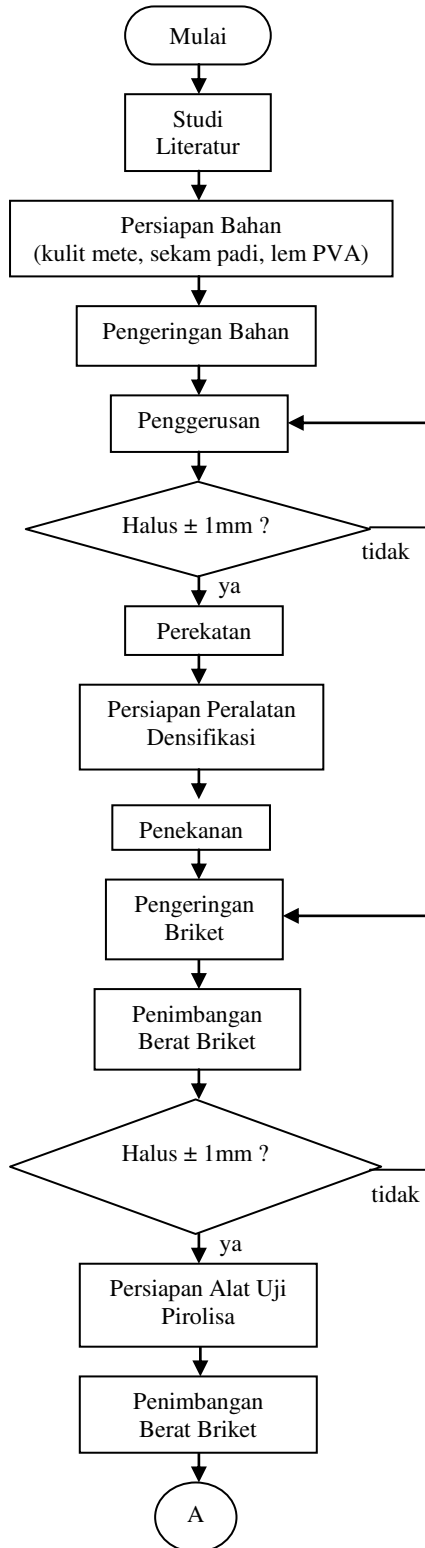 Mulai
Studi
Literatur
Persiapan Bahan
(kulit mete, sekam padi, lem PVA)
Pengeringan Bahan
Penggerusan
Halus ± 1mm ?
tidak
ya
Perekatan
Persiapan Peralatan
Densifikasi
Penekanan
Pengeringan
Briket
Penimbangan
Berat Briket
Halus ± 1mm ?
tidak
ya
Persiapan Alat Uji
Pirolisa
Penimbangan
Berat Briket
A